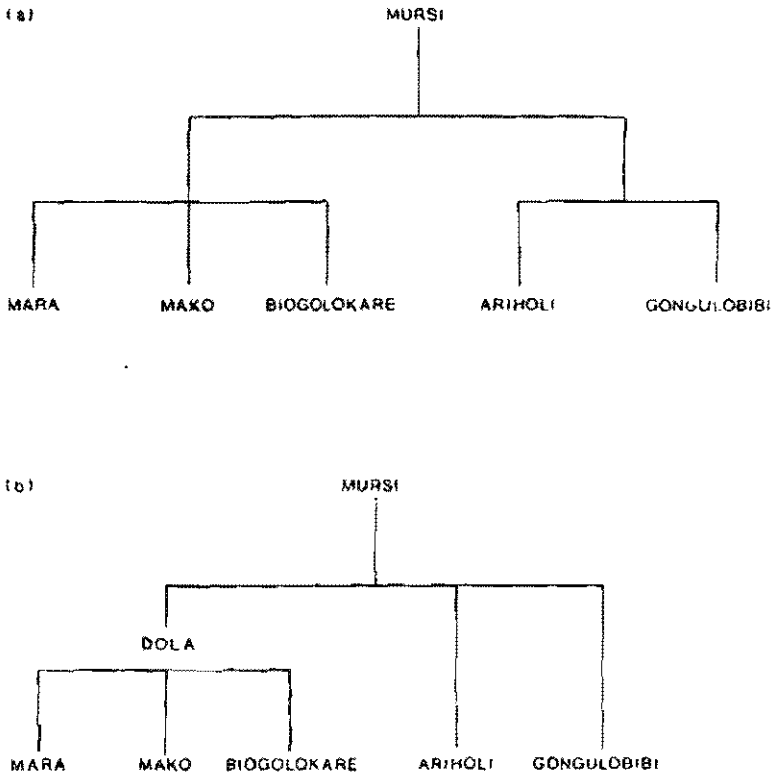 (a)
MURSI
MARA MAKO BIOGOLOKARE ARIHOLI GONGULOBIBI
(b)
MURSI
DOLA
MARA MAKO BIOGOLOKARE ARIHOLI GONGULOBIBI